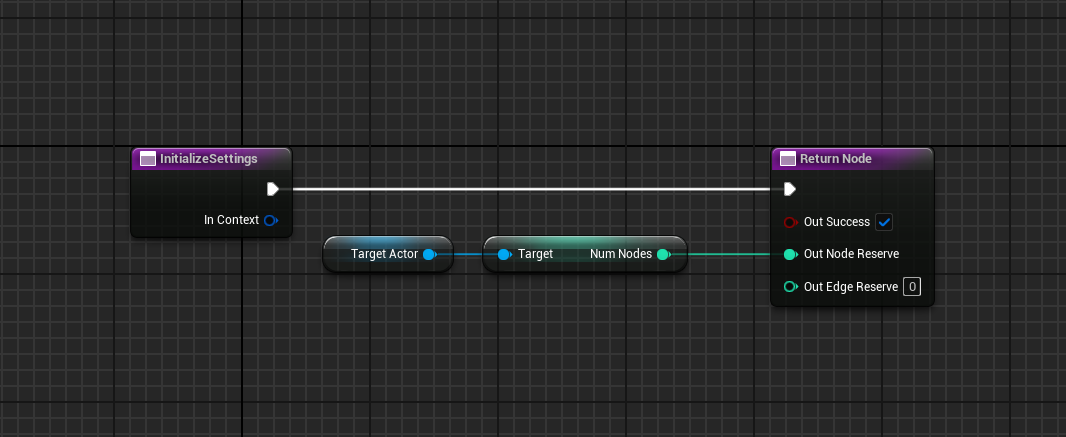 InitializeSettings
In Context
Target Actor
Target Num Nodes
Return Node
Out Success
Out Node Reserve
Out Edge Reserve 0